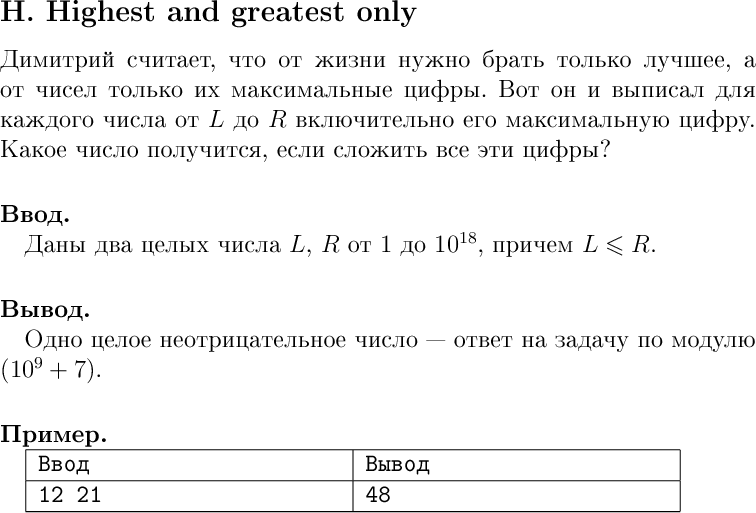 H. Highest and greatest only
Димитрий считает, что от жизни нужно брать только лучшее, а
от чисел только их максимальные цифры. Вот он и выписал для
каждого числа от L до R включительно его максимальную цифру.
Какое число получится, если сложить все эти цифры?
Ввод.
Даны два целых числа L, R от 1 до 10^18, причем L ⩽ R.
Вывод.
Одно целое неотрицательное число — ответ на задачу по модулю
(10^9 + 7).
Пример.
Ввод Вывод
12 21 48